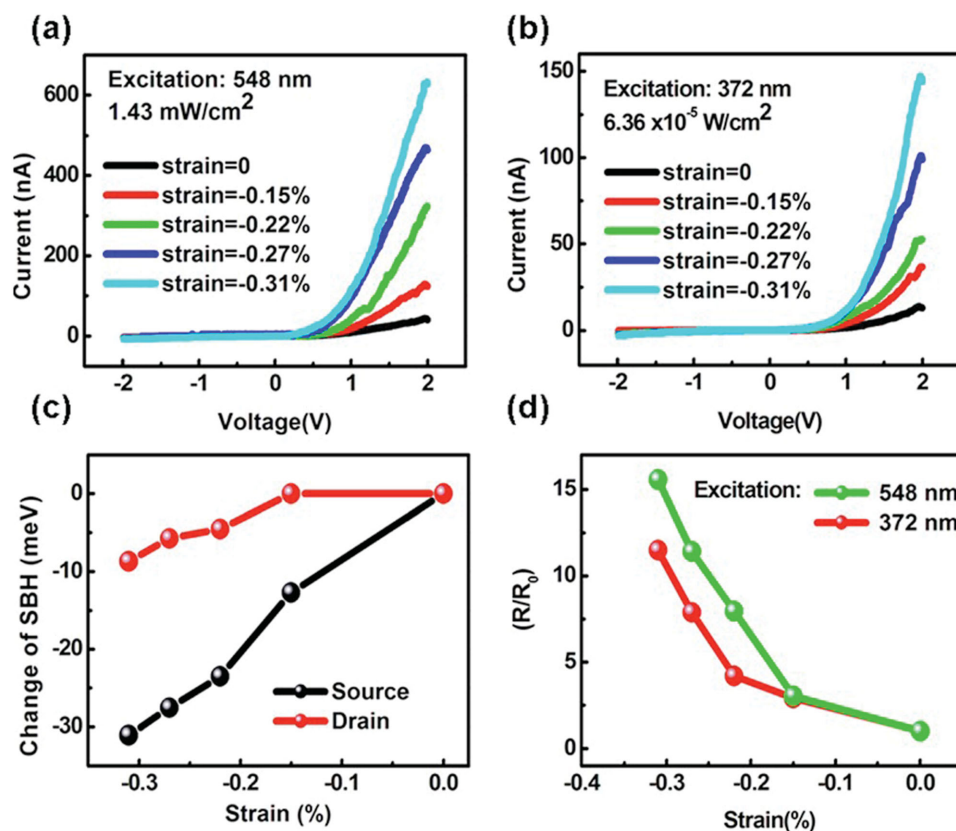 (a)
Excitation: 548 nm
1.43 mW/cm²
strain=0
strain=-0.15%
strain=-0.22%
strain=-0.27%
strain=-0.31%
600
400
200
0
Current (nA)
-2
-1
0
1
2
Voltage(V)
(b)
Excitation: 372 nm
6.36 x10⁻⁵ W/cm²
strain=0
strain=-0.15%
strain=-0.22%
strain=-0.27%
strain=-0.31%
150
100
50
0
Current (nA)
-2
-1
0
1
2
Voltage(V)
(c)
0
-10
-20
-30
Change of SBH (meV)
Source
Drain
-0.3
-0.2
-0.1
0.0
Strain (%)
(d)
Excitation:
548 nm
372 nm
15
10
5
0
(R/R₀)
-0.4
-0.3
-0.2
-0.1
0.0
Strain(%)